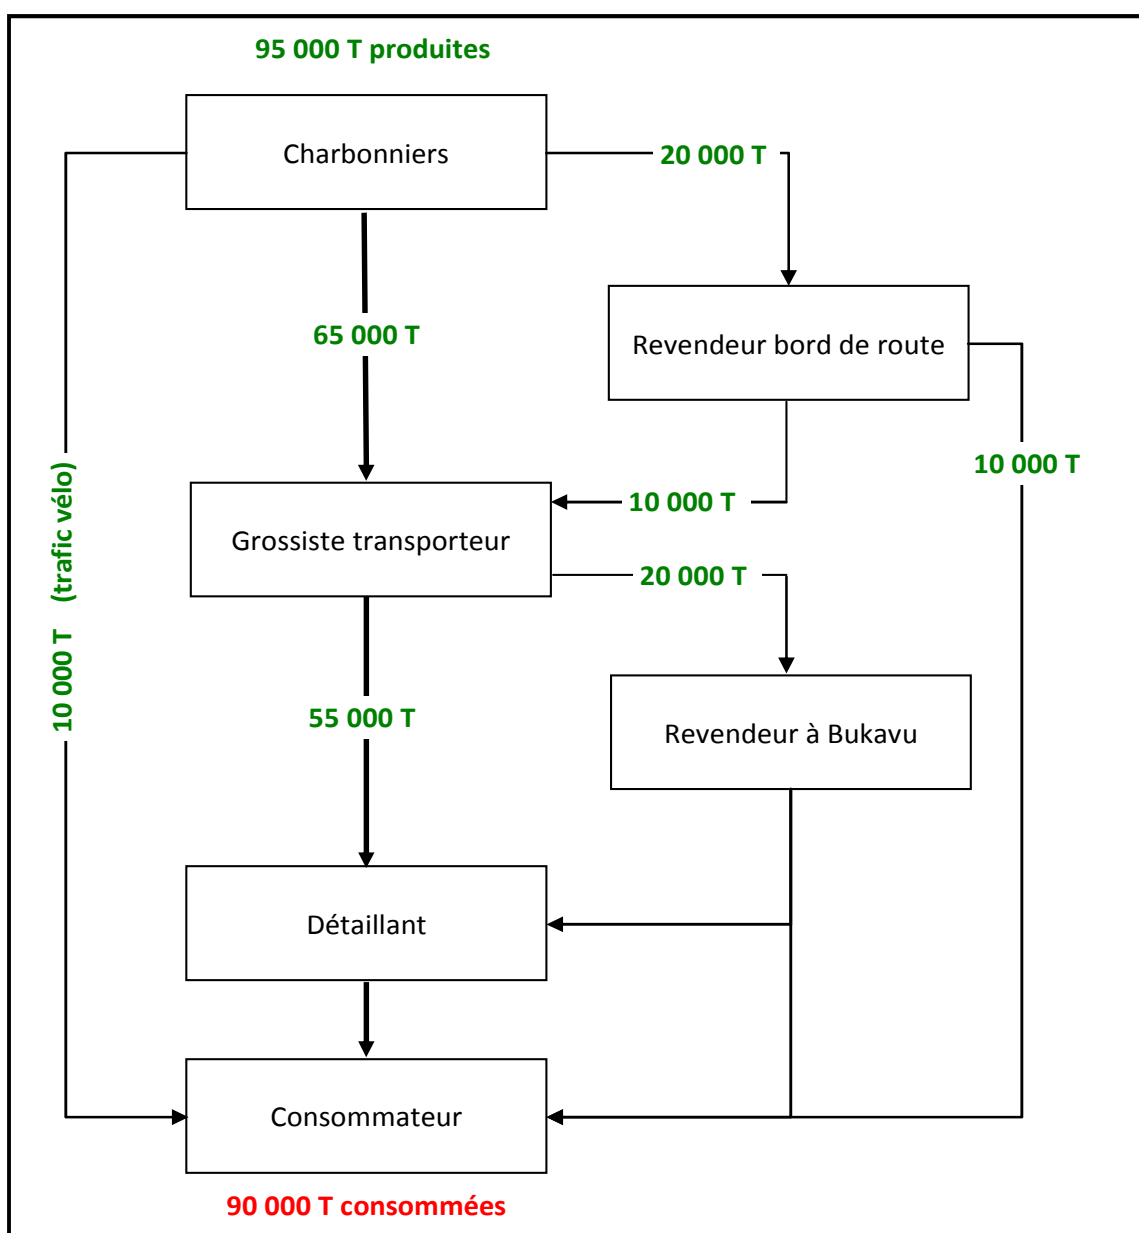 95 000 T produites
Charbonniers
20 000 T
65 000 T
Revendeur bord de route
10 000 T
10 000 T
Grossiste transporteur
20 000 T
10 000 T (trafic vélo)
55 000 T
Revendeur à Bukavu
Détaillant
Consommateur
90 000 T consommées